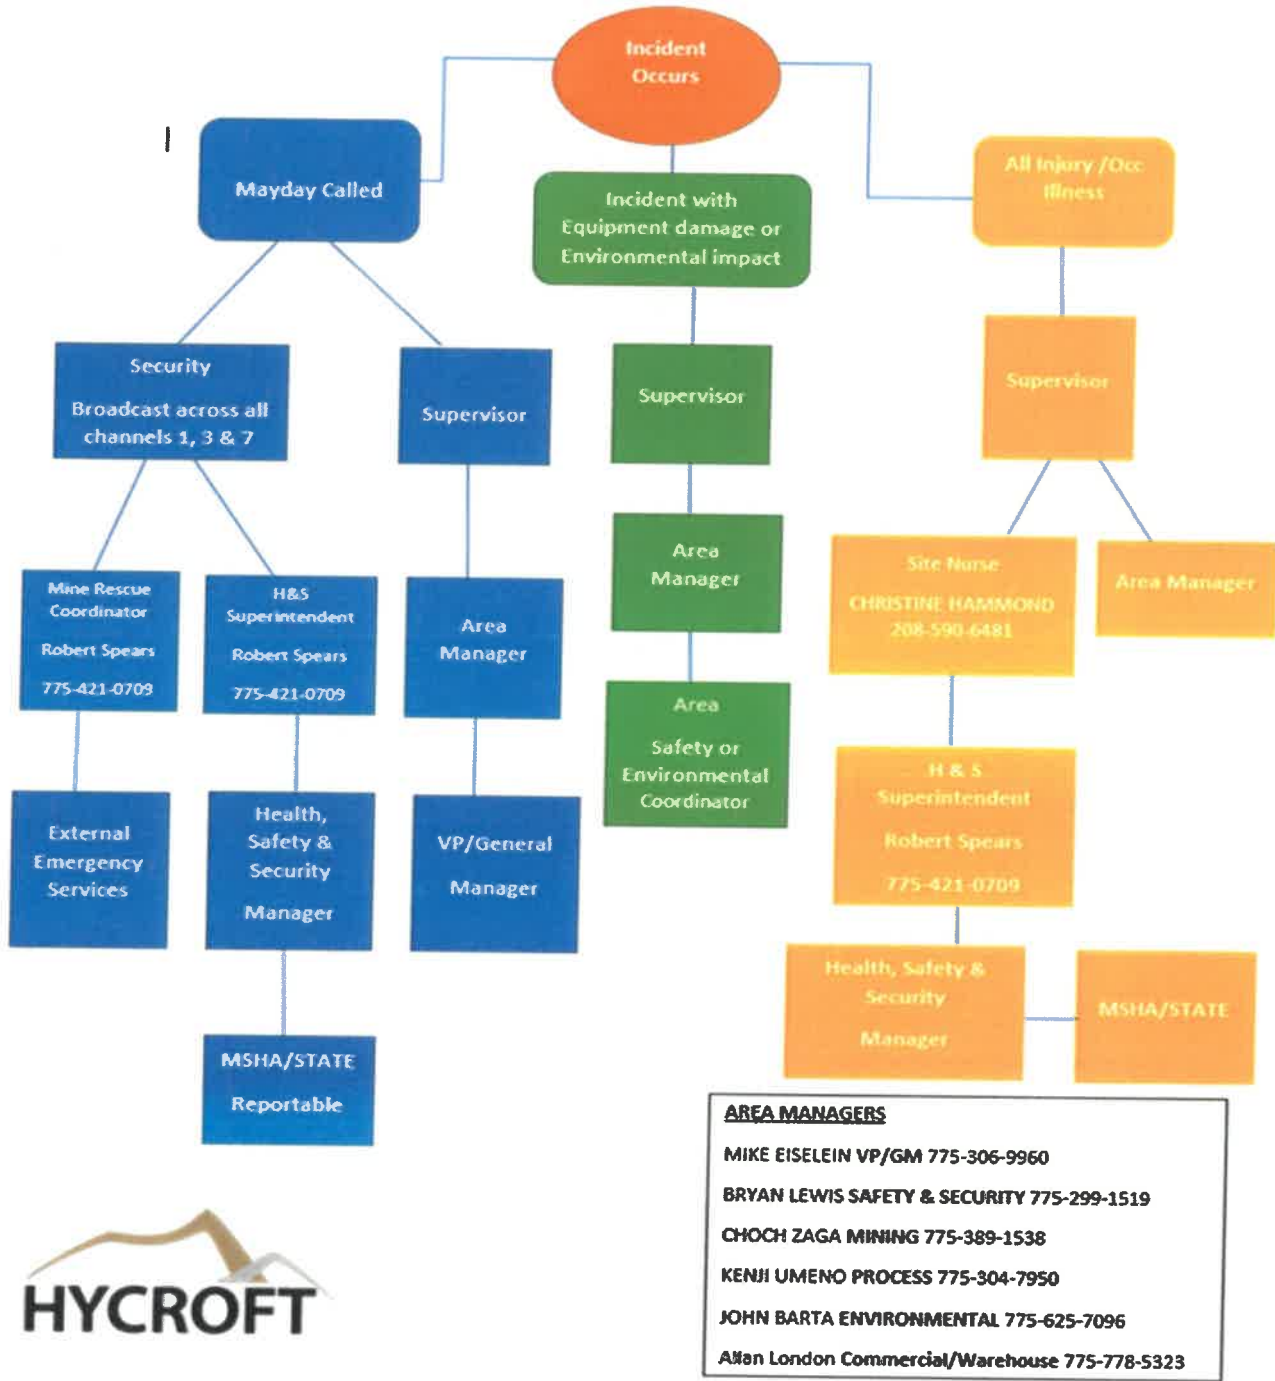 Incident
Occurs
Mayday Called
Incident with
Equipment damage or
Environmental impact
All Injury /Occ
Illness
Security
Broadcast across all
channels 1, 3 & 7
Supervisor
Supervisor
Supervisor
Mine Rescue
Coordinator
Robert Spears
775-421-0709
H&S
Superintendent
Robert Spears
775-421-0709
Area
Manager
Area
Manager
Site Nurse
CHRISTINE HAMMOND
208-590-6481
Area Manager
External
Emergency
Services
Health,
Safety &
Security
Manager
VP/General
Manager
Area
Safety or
Environmental
Coordinator
H & S
Superintendent
Robert Spears
775-421-0709
Health, Safety &
Security
Manager
MSHA/STATE
MSHA/STATE
Reportable
AREA MANAGERS
MIKE EISELEIN VP/GM 775-306-9960
BRYAN LEWIS SAFETY & SECURITY 775-299-1519
CHOCH ZAGA MINING 775-389-1538
KENJI UMENO PROCESS 775-304-7950
JOHN BARTA ENVIRONMENTAL 775-625-7096
Allan London Commercial/Warehouse 775-778-5323
HYCROFT